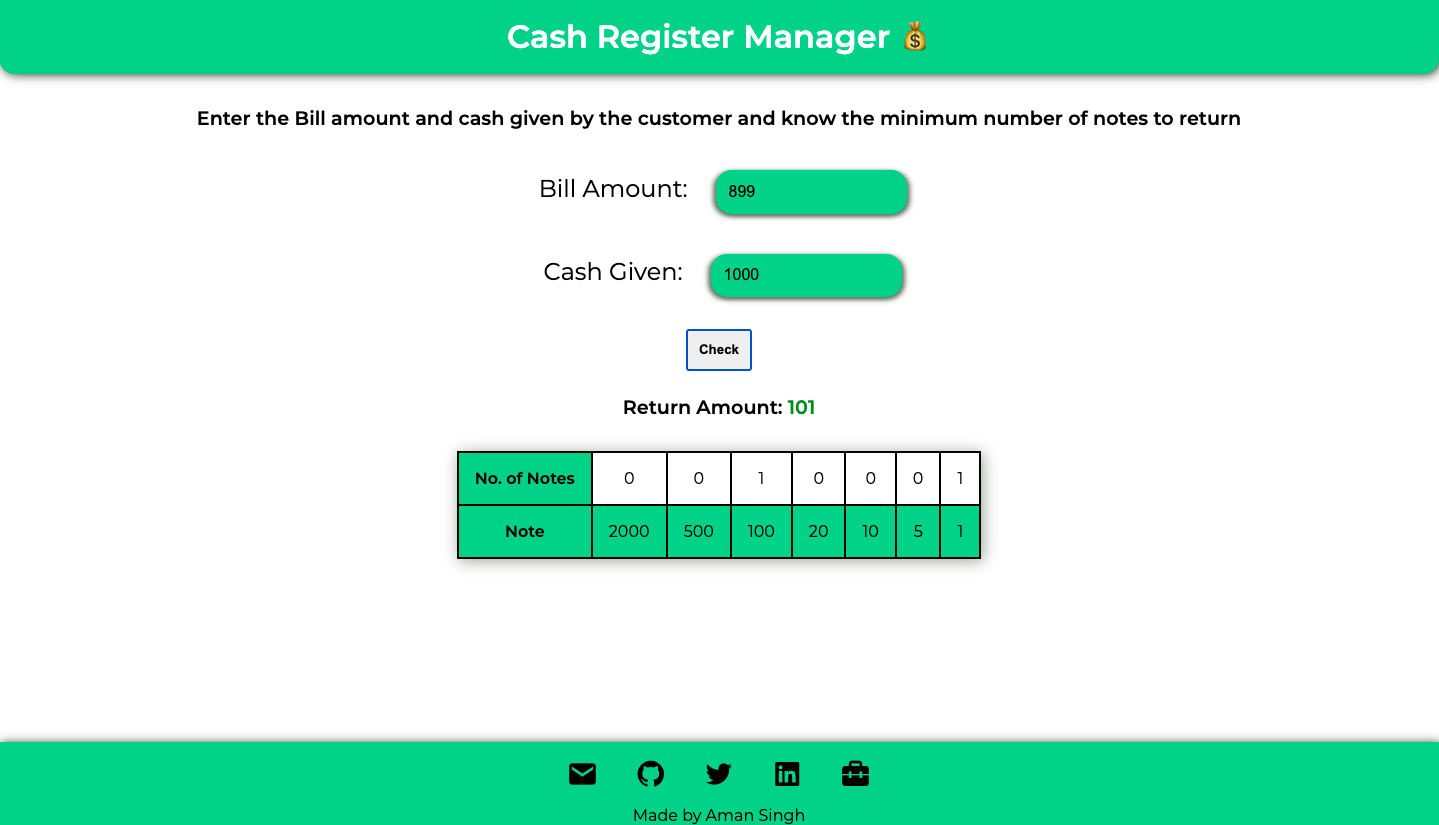 Cash Register Manager 💰
Enter the Bill amount and cash given by the customer and know the minimum number of notes to return
Bill Amount: 899
Cash Given: 1000
Check
Return Amount: 101
No. of Notes 0 0 1 0 0 0 1
Note 2000 500 100 20 10 5 1
Made by Aman Singh